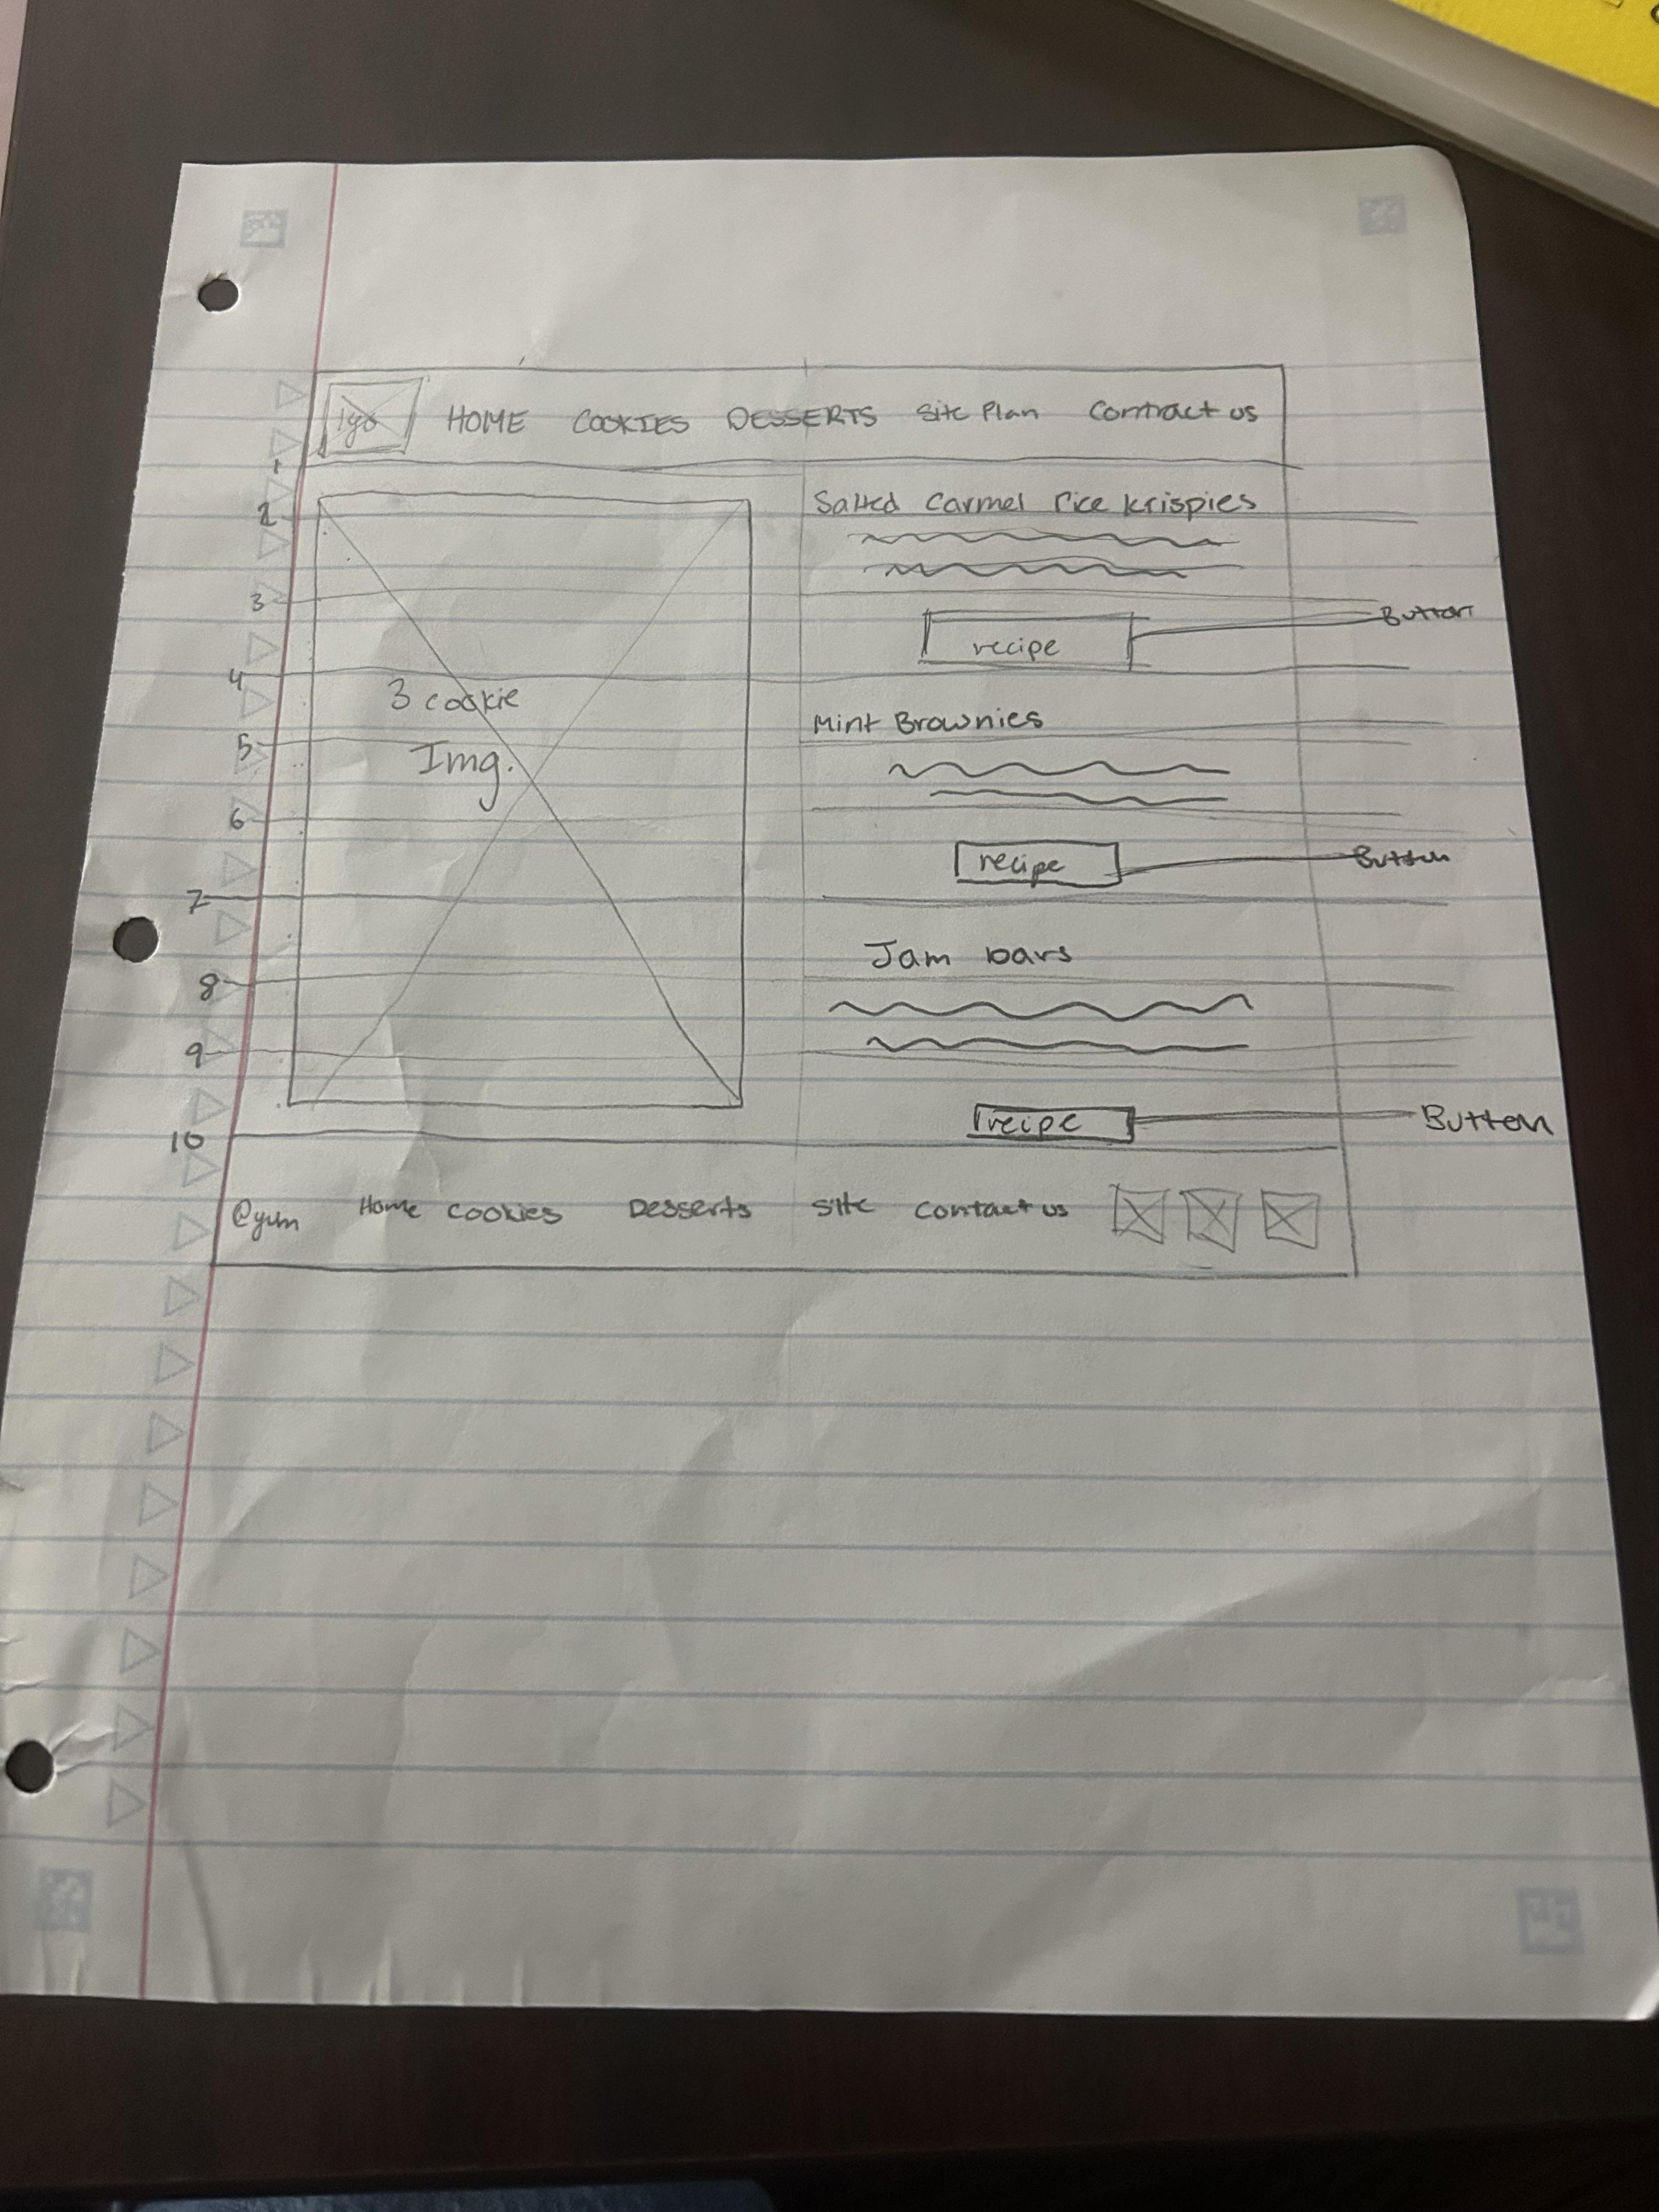 lgo HOME COOKIES DESSERTS Site Plan Contract us
1
2 Salted Carmel rice krispies
3
recipe Button
4
3 cookie
Mint Brownies
5
Img.
6
recipe Button
7
Jam bars
8
9
recipe Button
10
@yum Home cookies Desserts site contact us